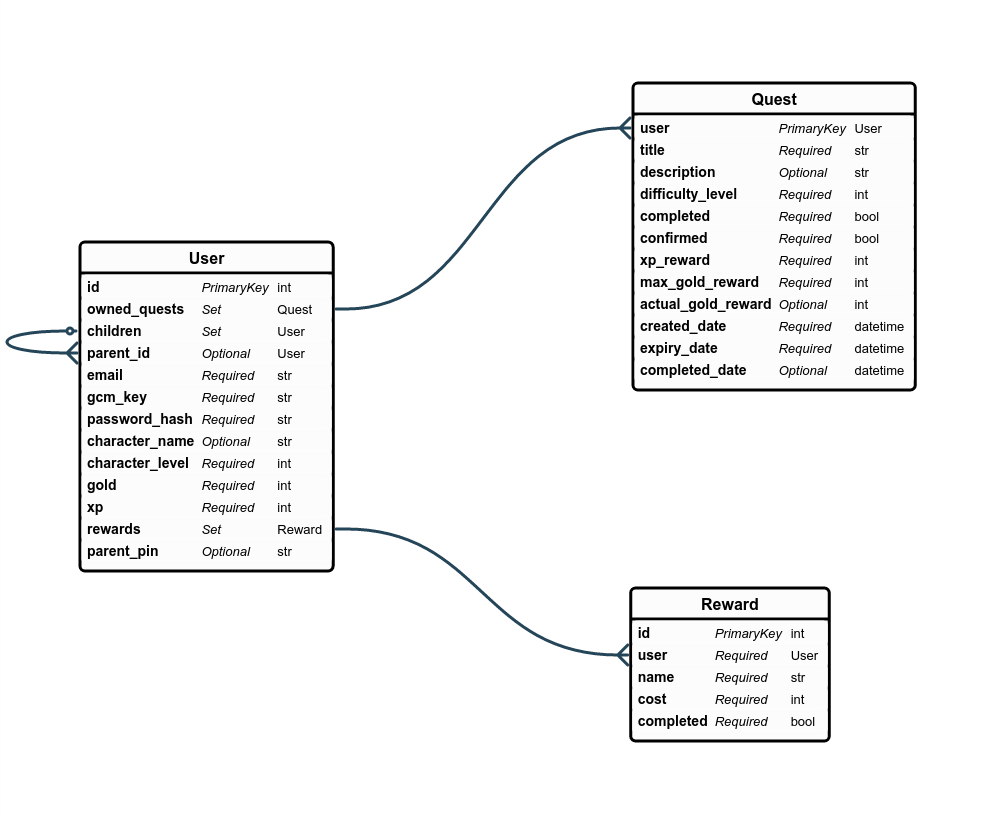 Quest
user PrimaryKey User
title Required str
description Optional str
difficulty_level Required int
completed Required bool
confirmed Required bool
xp_reward Required int
max_gold_reward Required int
actual_gold_reward Optional int
created_date Required datetime
expiry_date Required datetime
completed_date Optional datetime
User
id PrimaryKey int
owned_quests Set Quest
children Set User
parent_id Optional User
email Required str
gcm_key Required str
password_hash Required str
character_name Optional str
character_level Required int
gold Required int
xp Required int
rewards Set Reward
parent_pin Optional str
Reward
id PrimaryKey int
user Required User
name Required str
cost Required int
completed Required bool